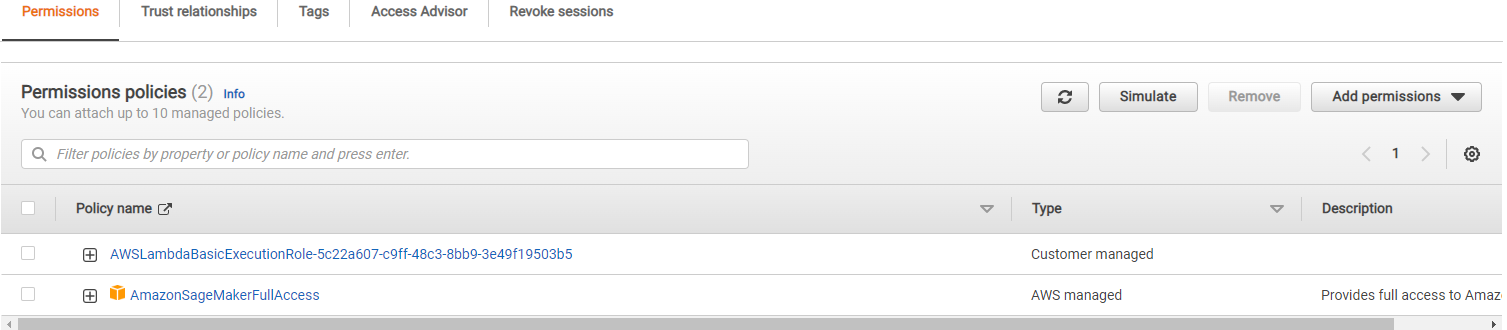 Permissions Trust relationships Tags Access Advisor Revoke sessions
Permissions policies (2) Info
You can attach up to 10 managed policies.
Simulate Remove Add permissions
Filter policies by property or policy name and press enter.
1
Policy name Type Description
AWSLambdaBasicExecutionRole-5c22a607-c9ff-48c3-8bb9-3e49f19503b5 Customer managed
AmazonSageMakerFullAccess AWS managed Provides full access to Amaz